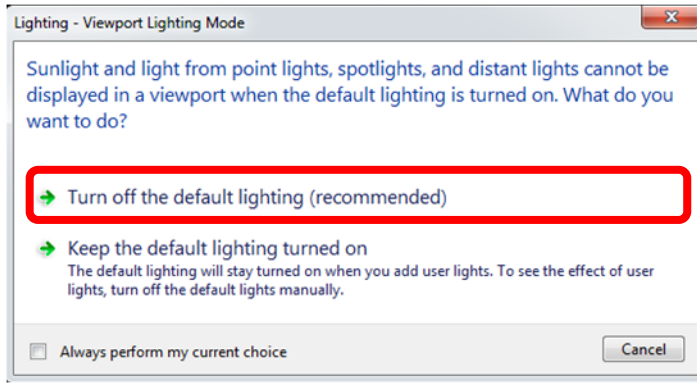 Lighting - Viewport Lighting Mode
Sunlight and light from point lights, spotlights, and distant lights cannot be
displayed in a viewport when the default lighting is turned on. What do you
want to do?
Turn off the default lighting (recommended)
Keep the default lighting turned on
The default lighting will stay turned on when you add user lights. To see the effect of user
lights, turn off the default lights manually.
Always perform my current choice
Cancel